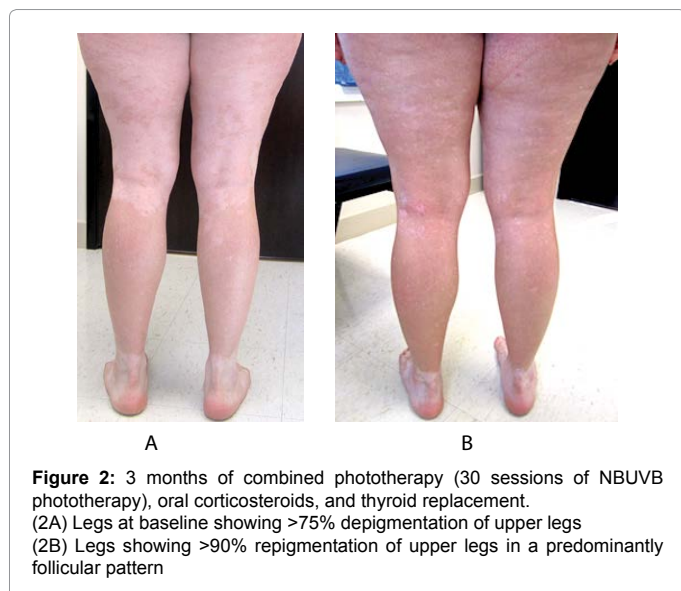 A
B
Figure 2: 3 months of combined phototherapy (30 sessions of NBUVB
phototherapy), oral corticosteroids, and thyroid replacement.
(2A) Legs at baseline showing >75% depigmentation of upper legs
(2B) Legs showing >90% repigmentation of upper legs in a predominantly
follicular pattern